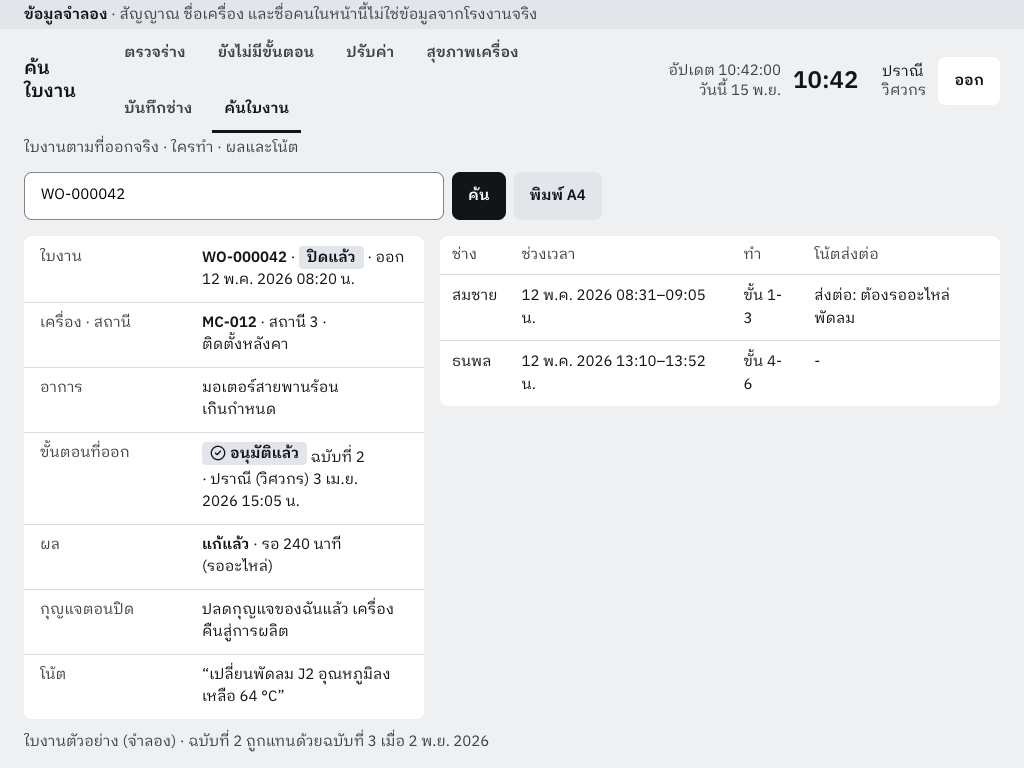 ข้อมูลจำลอง · สัญญาณ ชื่อเครื่อง และชื่อคนในหน้านี้ไม่ใช่ข้อมูลจากโรงงานจริง
ค้น
ใบงาน
ตรวจร่าง ยังไม่มีขั้นตอน ปรับค่า สุขภาพเครื่อง
บันทึกช่าง ค้นใบงาน
อัปเดต 10:42:00
วันนี้ 15 พ.ย.
10:42
ปราณี
วิศวกร
ออก
ใบงานตามที่ออกจริง · ใครทำ · ผลและโน้ต
WO-000042 ค้น พิมพ์ A4
ใบงาน WO-000042 · ปิดแล้ว · ออก
12 พ.ค. 2026 08:20 น.
เครื่อง · สถานี MC-012 · สถานี 3 ·
ติดตั้งหลังคา
อาการ มอเตอร์สายพานร้อน
เกินกำหนด
ขั้นตอนที่ออก อนุมัติแล้ว ฉบับที่ 2
· ปราณี (วิศวกร) 3 เม.ย.
2026 15:05 น.
ผล แก้แล้ว · รอ 240 นาที
(รออะไหล่)
กุญแจตอนปิด ปลดกุญแจของฉันแล้ว เครื่อง
คืนสู่การผลิต
โน้ต “เปลี่ยนพัดลม J2 อุณหภูมิลง
เหลือ 64 °C”
ช่าง ช่วงเวลา ทำ โน้ตส่งต่อ
สมชาย 12 พ.ค. 2026 08:31–09:05 ขั้น 1- ส่งต่อ: ต้องรออะไหล่
น. 3 พัดลม
ธนพล 12 พ.ค. 2026 13:10–13:52 ขั้น 4- -
น. 6
ใบงานตัวอย่าง (จำลอง) · ฉบับที่ 2 ถูกแทนด้วยฉบับที่ 3 เมื่อ 2 พ.ย. 2026